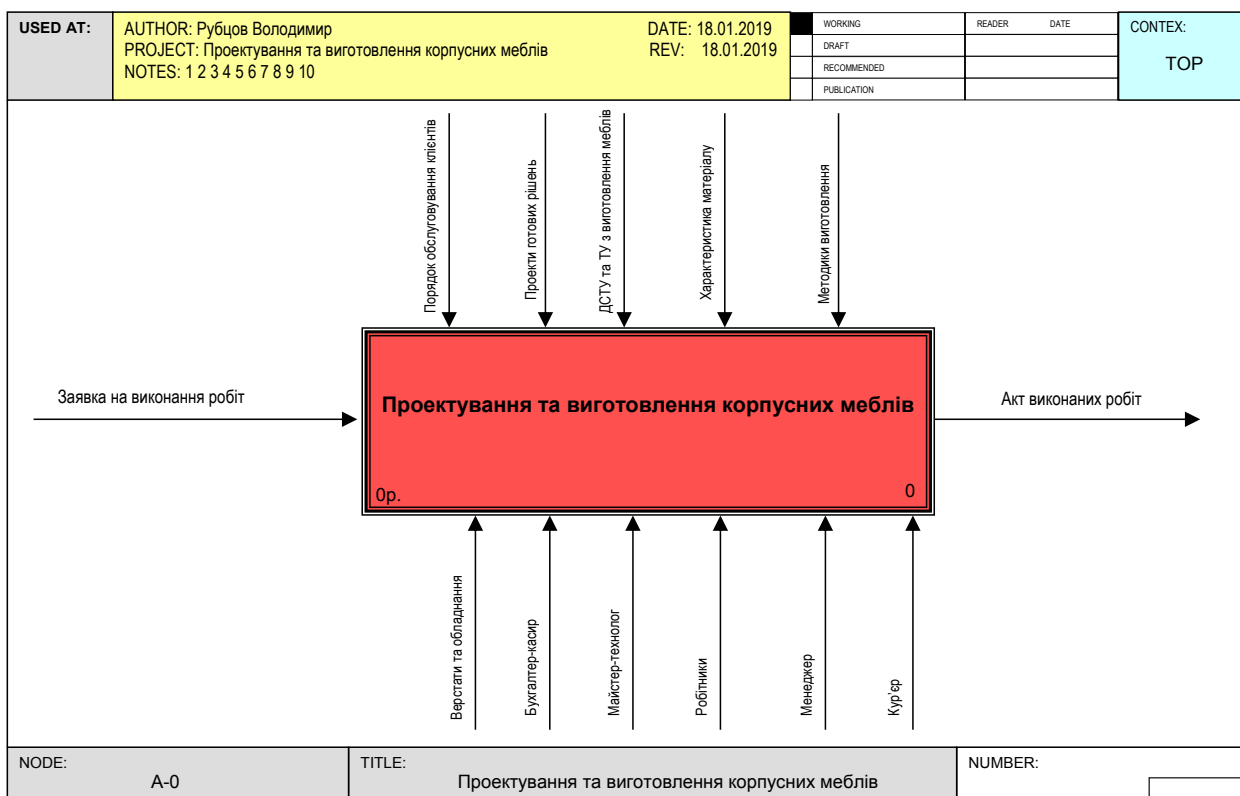 USED AT:
AUTHOR: Рубцов Володимир
DATE: 18.01.2019
PROJECT: Проектування та виготовлення корпусних меблів
REV: 18.01.2019
NOTES: 1 2 3 4 5 6 7 8 9 10
WORKING
DRAFT
RECOMMENDED
PUBLICATION
READER DATE
CONTEX:
TOP
Порядок обслуговування клієнтів
Проекти готових рішень
ДСТУ та ТУ з виготовлення меблів
Характеристика матеріалу
Методики виготовлення
Заявка на виконання робіт
Проектування та виготовлення корпусних меблів
0р.
0
Акт виконаних робіт
Верстати та обладнання
Бухгалтер-касир
Майстер-технолог
Робітники
Менеджер
Кур'єр
NODE:
A-0
TITLE:
Проектування та виготовлення корпусних меблів
NUMBER: